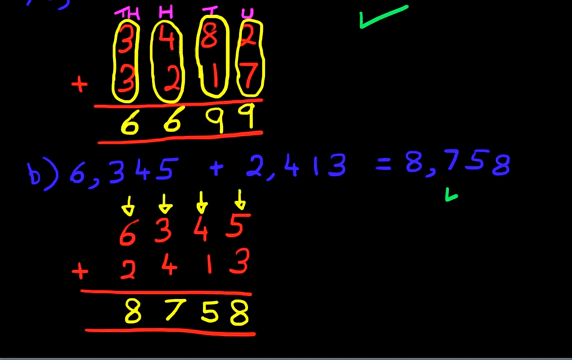 TH H T U
3 4 8 2
+ 3 2 1 7
6 6 9 9
b) 6,345 + 2,413 = 8,758
6 3 4 5
+ 2 4 1 3
8 7 5 8